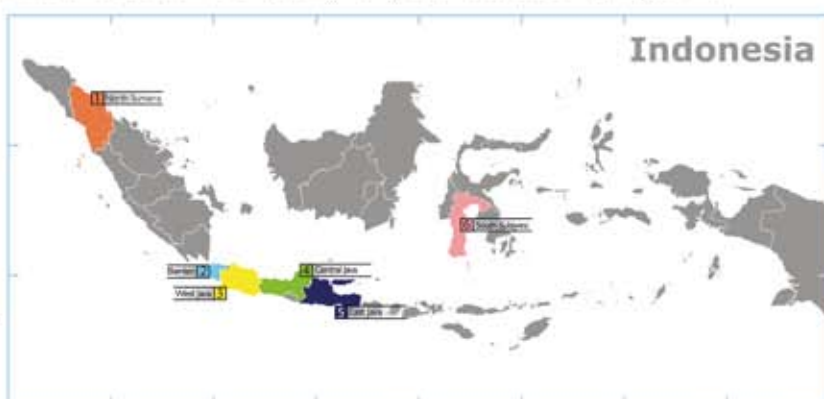 Indonesia
1 North Sumatra
6 South Sulawesi
Banten 2
4 Central Java
West Java 3
5 East Java